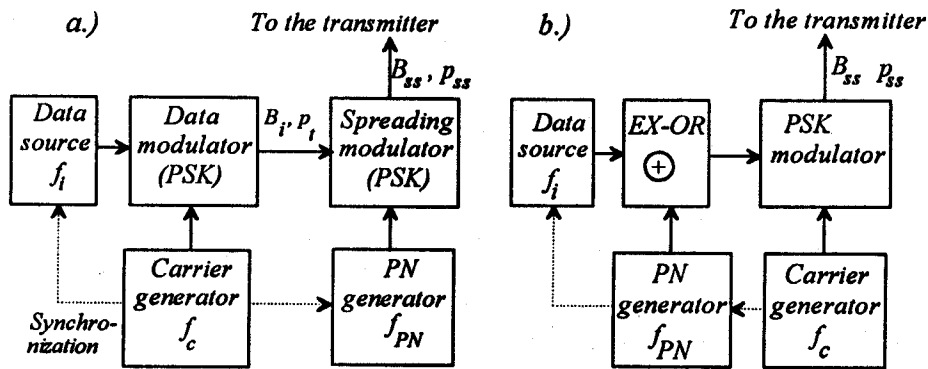 a.)
To the transmitter
B_ss, p_ss
Data
source
f_i
Data
modulator
(PSK)
B_i, p_t
Spreading
modulator
(PSK)
Carrier
generator
f_c
PN
generator
f_PN
Synchro-
nization
b.)
To the transmitter
B_ss p_ss
Data
source
f_i
EX-OR
+
PSK
modulator
PN
generator
f_PN
Carrier
generator
f_c